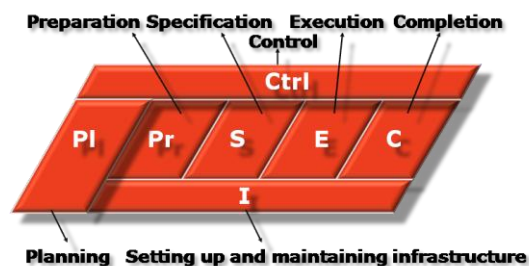 Preparation Specification Execution Completion
Control
Ctrl
Pl Pr S E C
I
Planning Setting up and maintaining infrastructure